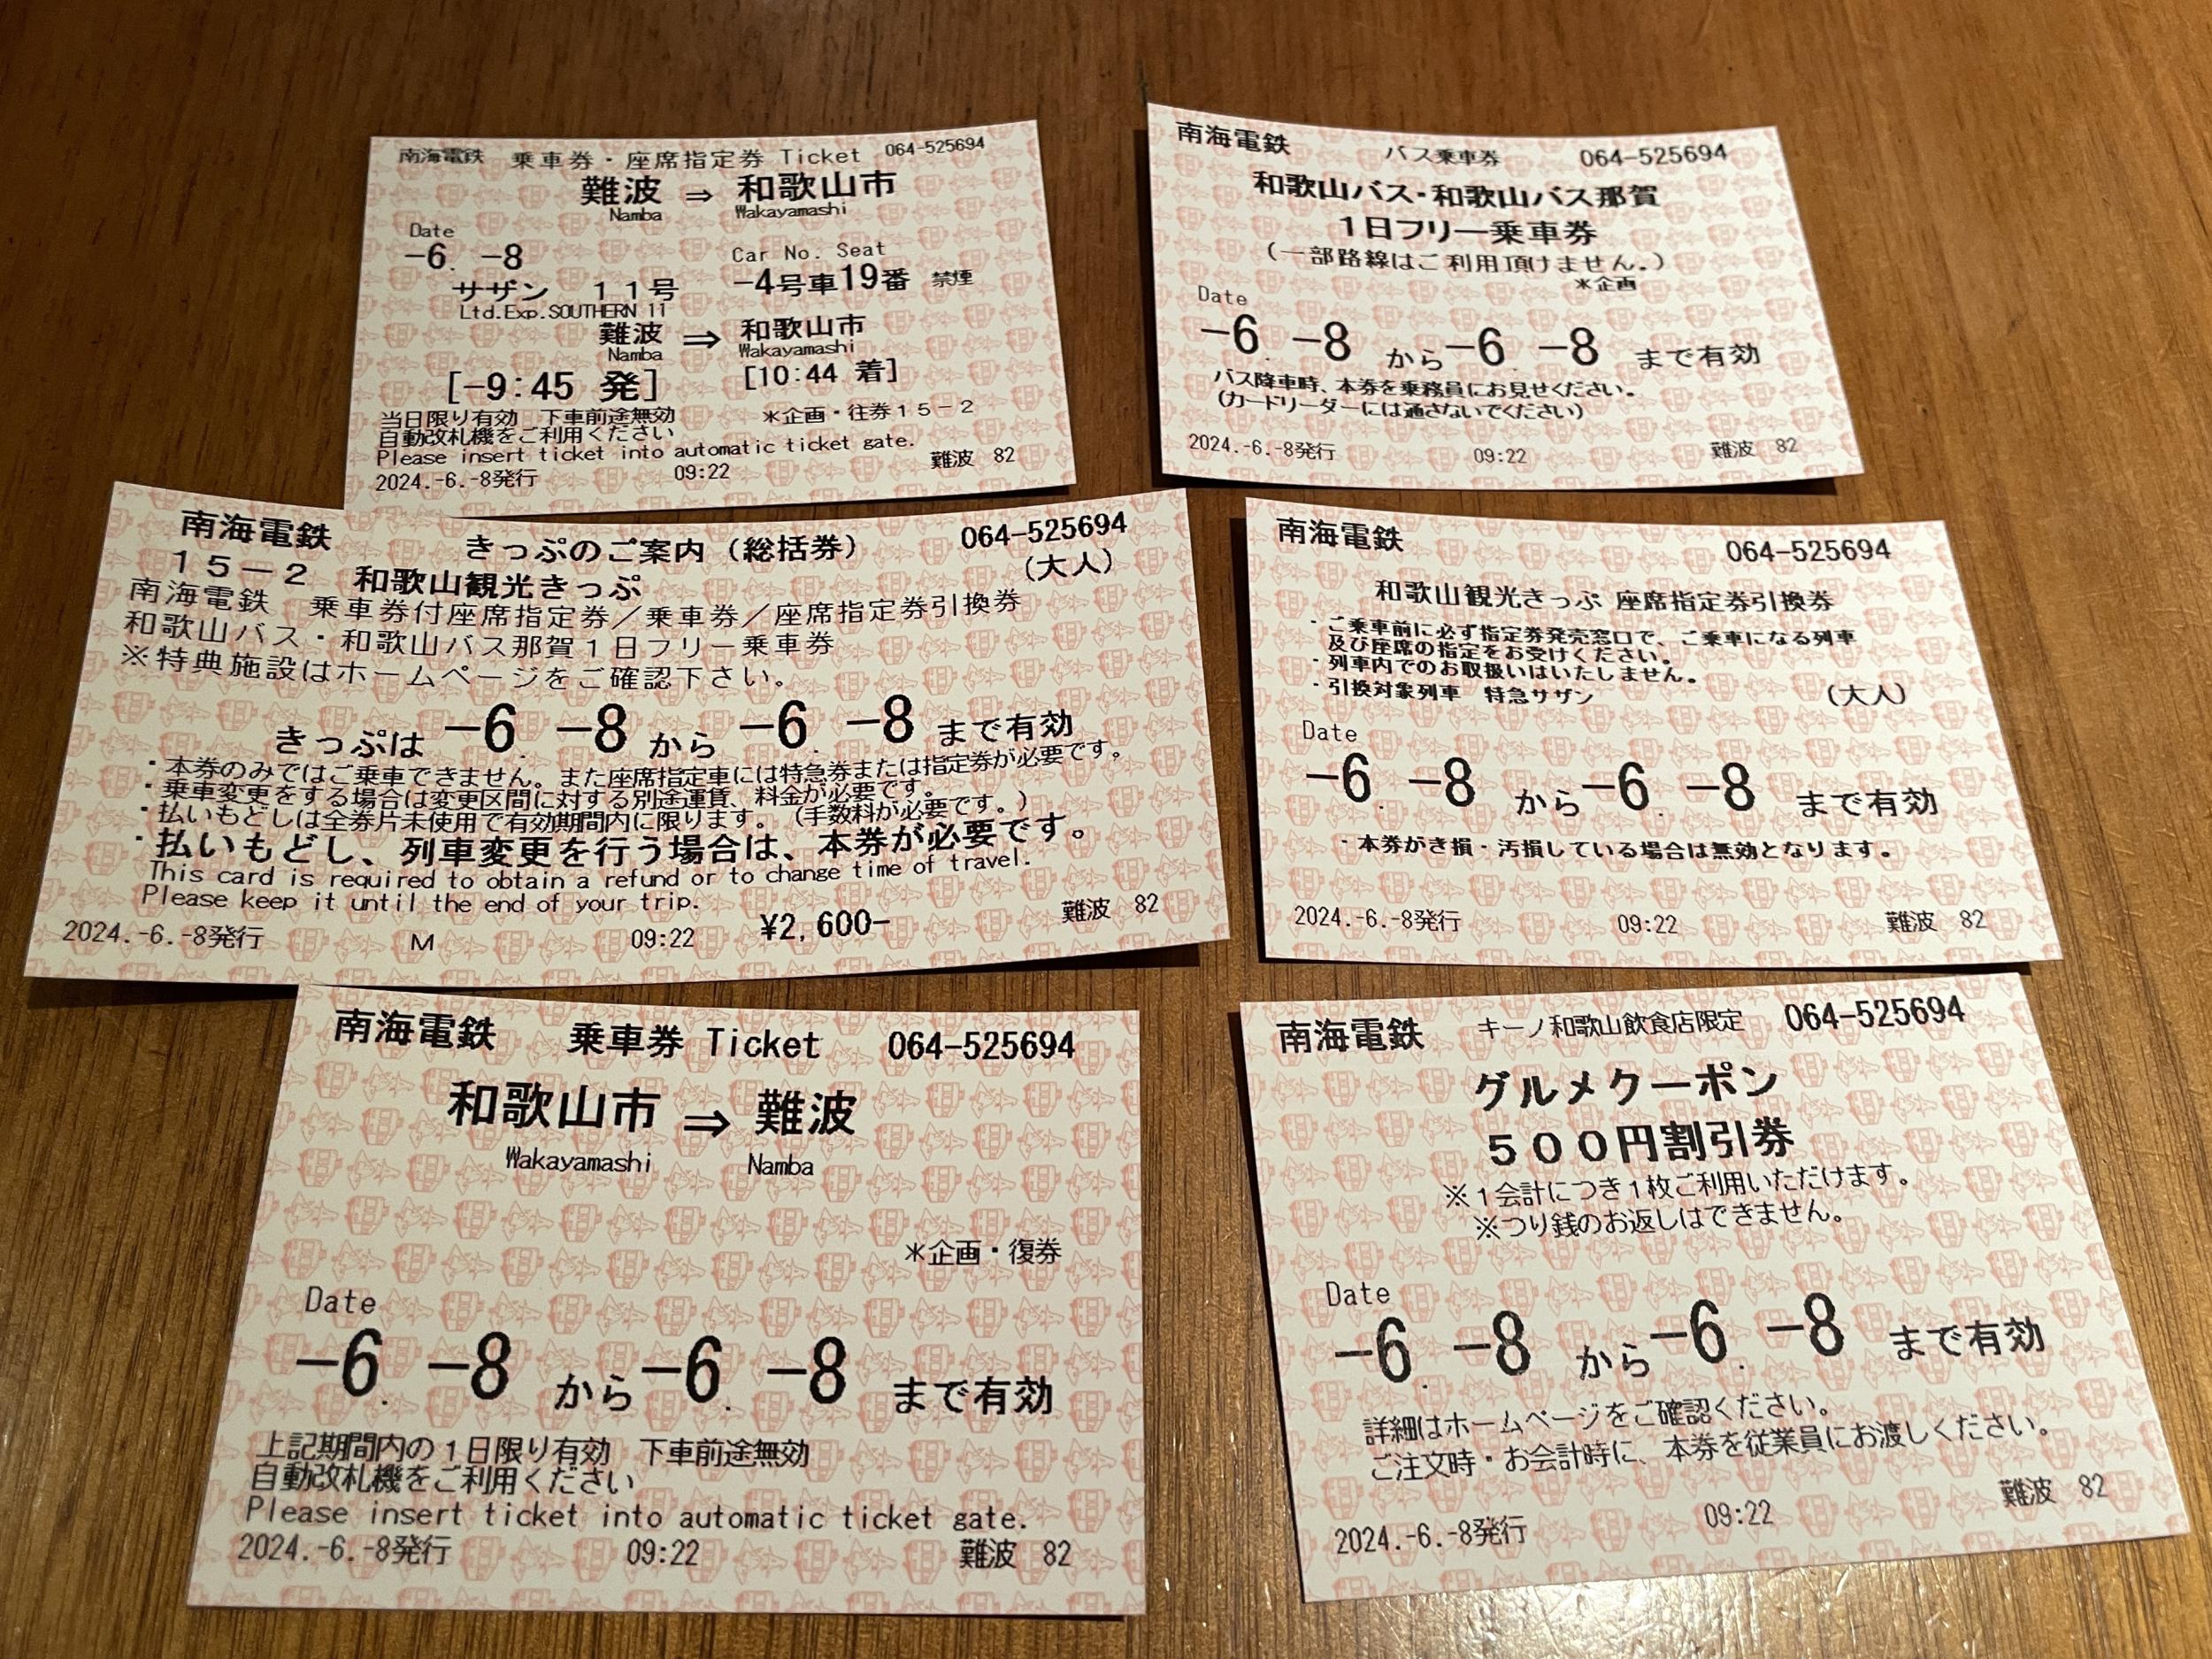 南海電鉄 乗車券・座席指定券 Ticket 064-525694
難波 ⇒ 和歌山市
Namba Wakayamashi
Date
-6. -8 Car No. Seat
サザン 11号 -4号車19番 禁煙
Ltd.Exp.SOUTHERN 11
難波 ⇒ 和歌山市
Namba Wakayamashi
[-9:45 発] [10:44 着]
当日限り有効 下車前途無効 *企画・往券15-2
自動改札機をご利用ください
Please insert ticket into automatic ticket gate.
2024.-6.-8発行 09:22 難波 82
南海電鉄 バス乗車券 064-525694
和歌山バス・和歌山バス那賀
1日フリー乗車券
(一部路線はご利用頂けません。)
*企画
Date
-6. -8 から -6. -8 まで有効
バス降車時、本券を乗務員にお見せください。
(カードリーダーには通さないでください)
2024.-6.-8発行 09:22 難波 82
南海電鉄 きっぷのご案内(総括券) 064-525694
15-2 和歌山観光きっぷ (大人)
南海電鉄 乗車券付座席指定券/乗車券/座席指定券引換券
和歌山バス・和歌山バス那賀1日フリー乗車券
※特典施設はホームページをご確認下さい。
きっぷは -6. -8 から -6. -8 まで有効
・本券のみではご乗車できません。また座席指定車には特急券または指定券が必要です。
・乗車変更をする場合は変更区間に対する別途運賃、料金が必要です。
・払いもどしは全券片未使用で有効期間内に限ります。(手数料が必要です。)
・払いもどし、列車変更を行う場合は、本券が必要です。
This card is required to obtain a refund or to change time of travel.
Please keep it until the end of your trip.
2024.-6.-8発行 M 09:22 ¥2,600- 難波 82
南海電鉄 064-525694
和歌山観光きっぷ 座席指定券引換券
・ご乗車前に必ず指定券発売窓口で、ご乗車になる列車
及び座席の指定をお受けください。
・列車内でのお取扱いはいたしません。
・引換対象列車 特急サザン (大人)
Date
-6. -8 から -6. -8 まで有効
・本券がき損・汚損している場合は無効となります。
2024.-6.-8発行 09:22 難波 82
南海電鉄 乗車券 Ticket 064-525694
和歌山市 ⇒ 難波
Wakayamashi Namba
*企画・復券
Date
-6. -8 から -6. -8 まで有効
上記期間内の1日限り有効 下車前途無効
自動改札機をご利用ください
Please insert ticket into automatic ticket gate.
2024.-6.-8発行 09:22 難波 82
南海電鉄 キーノ和歌山飲食店限定 064-525694
グルメクーポン
500円割引券
※1会計につき1枚ご利用いただけます。
※つり銭のお返しはできません。
Date
-6. -8 から -6. -8 まで有効
詳細はホームページをご確認ください。
ご注文時・お会計時に、本券を従業員にお渡しください。
2024.-6.-8発行 09:22 難波 82